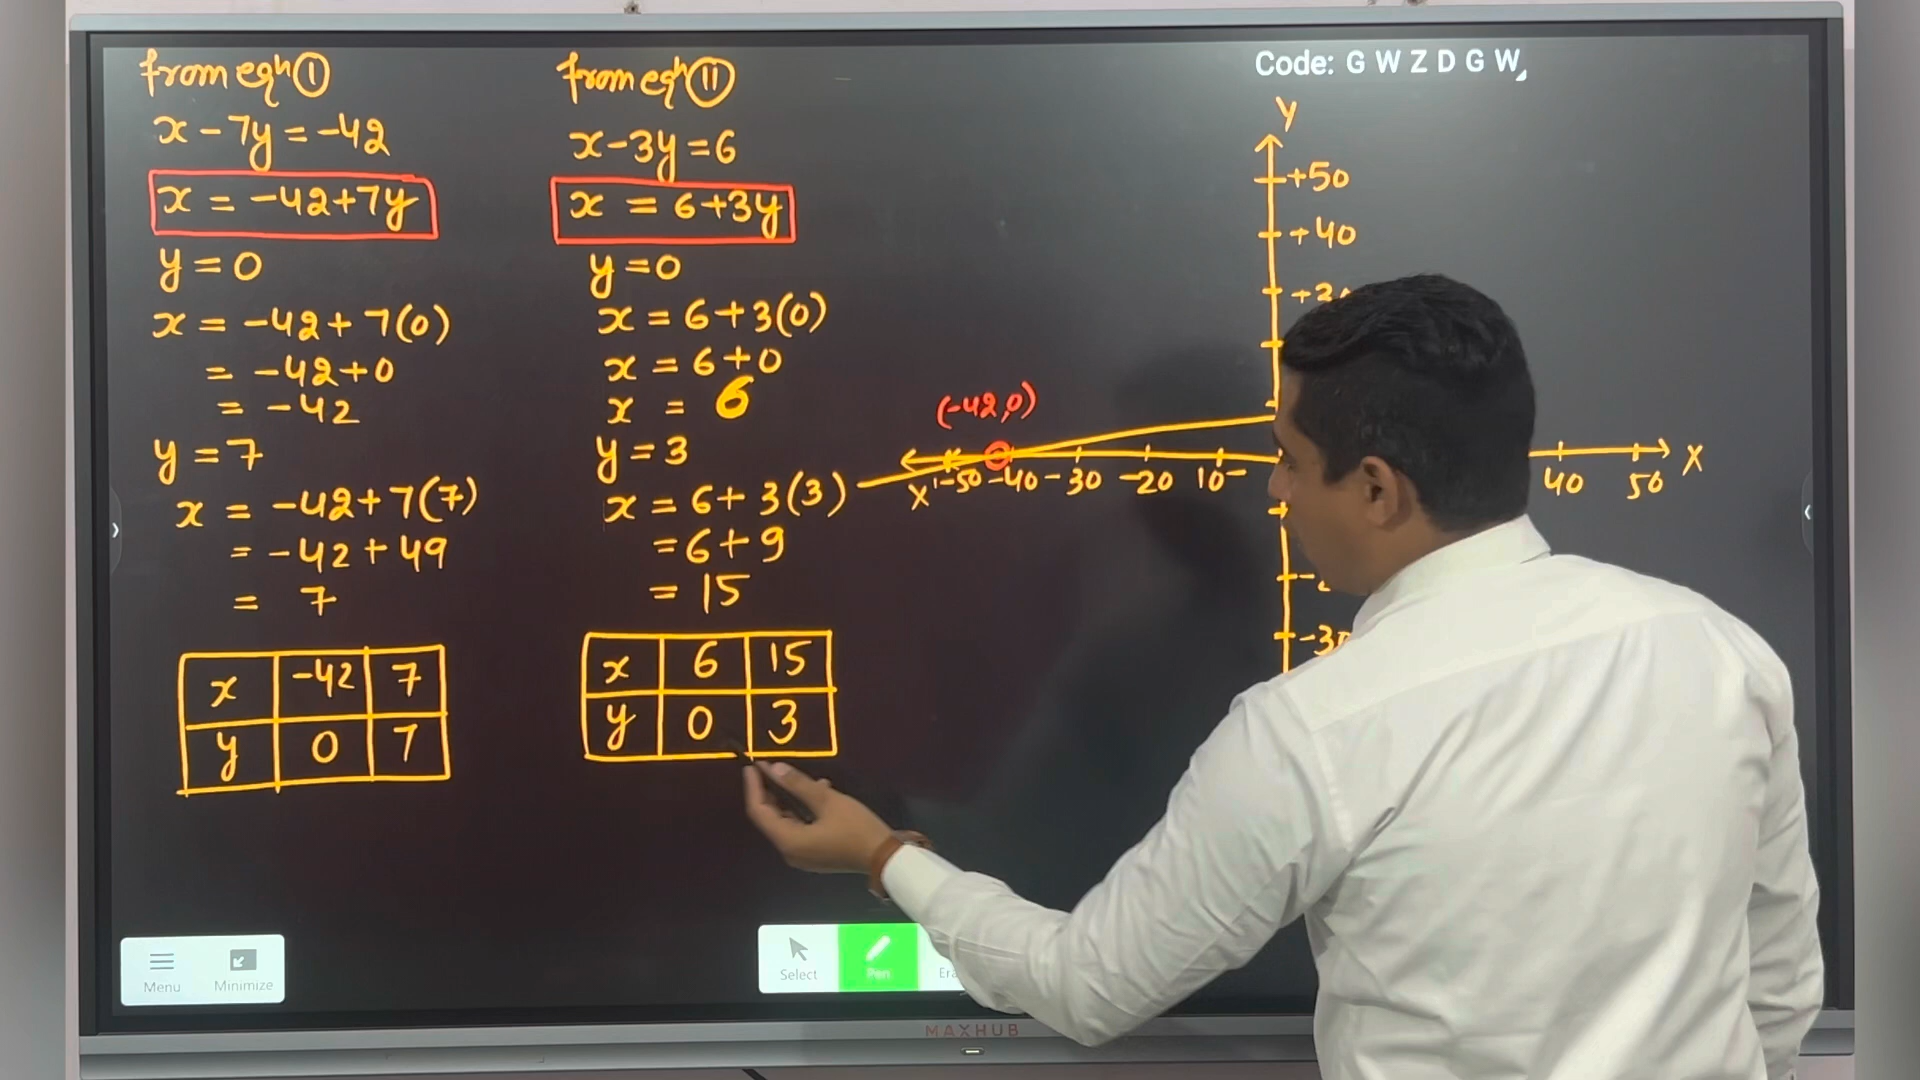 from eqⁿ (I)
x - 7y = -42
x = -42+7y
y = 0
x = -42 + 7(0)
= -42+0
= -42
y = 7
x = -42+7(7)
= -42 + 49
= 7
x -42 7
y 0 7
from eqⁿ (II)
x-3y=6
x = 6+3y
y=0
x = 6+3(0)
x = 6+0
x = 6
y=3
x = 6+3(3)
=6+9
= 15
x 6 15
y 0 3
Code: G W Z D G W
Y
+50
+40
(-42,0)
X' -50 -40 -30 -20 10- 40 50 X
Menu Minimize Select Pen
MAXHUB